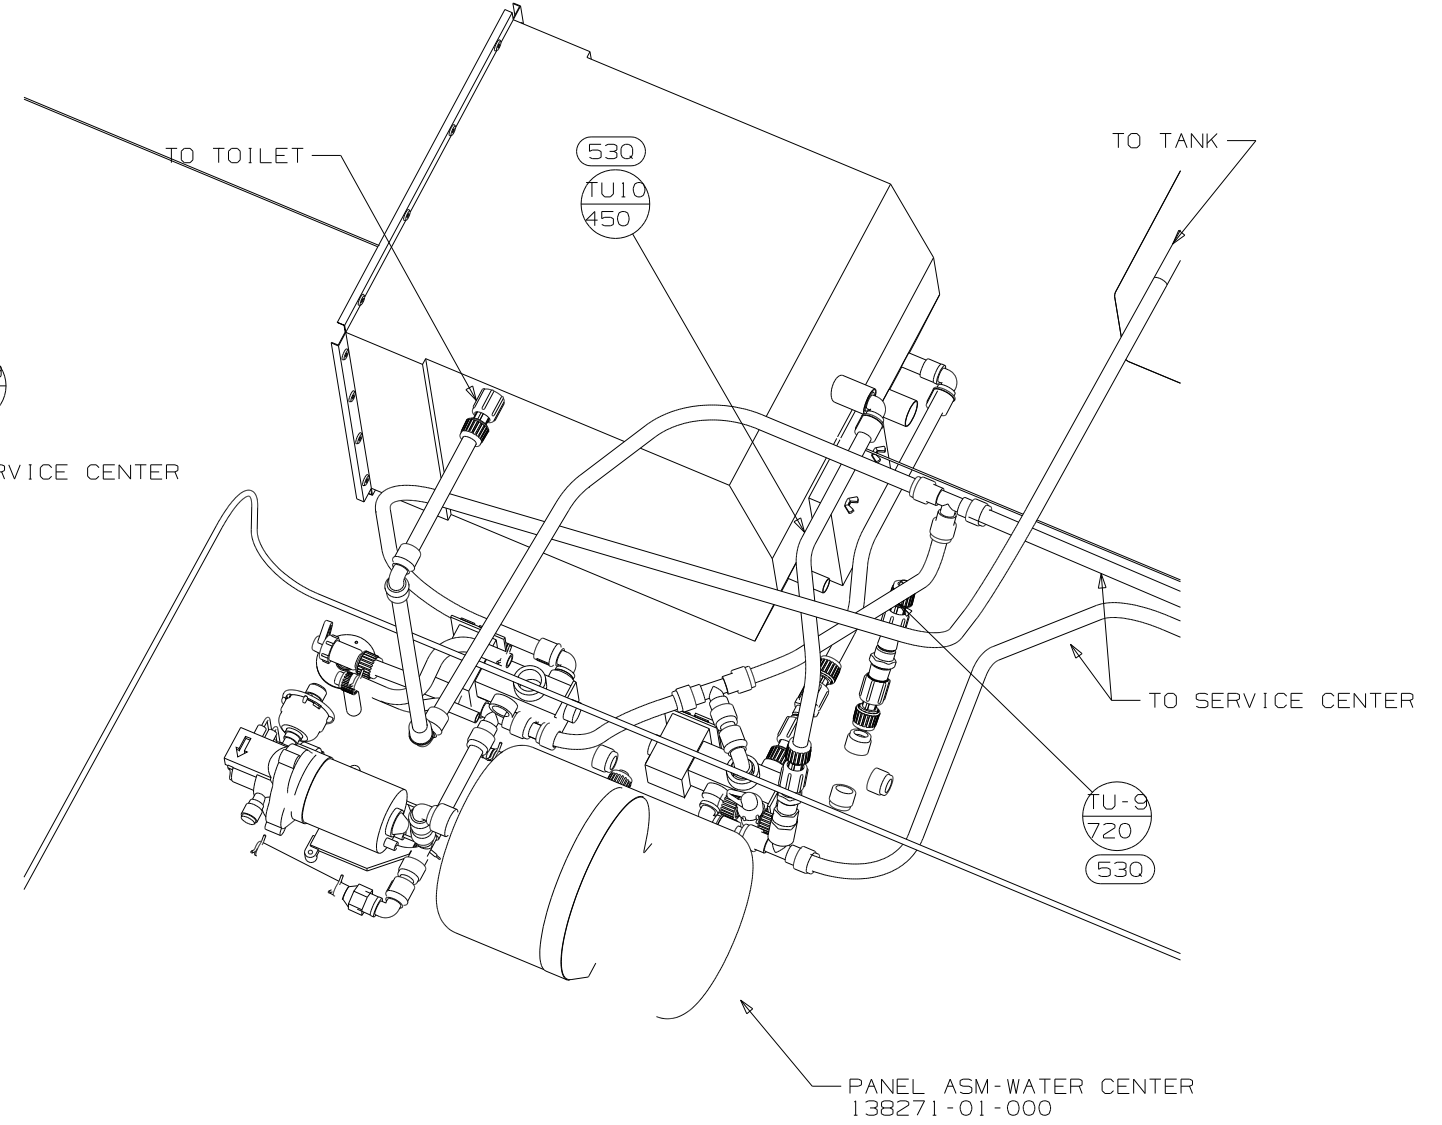 TO TANK
TO TOILET
53Q
TU10
450
RVICE CENTER
TO SERVICE CENTER
TU-9
720
53Q
PANEL ASM-WATER CENTER
138271-01-000